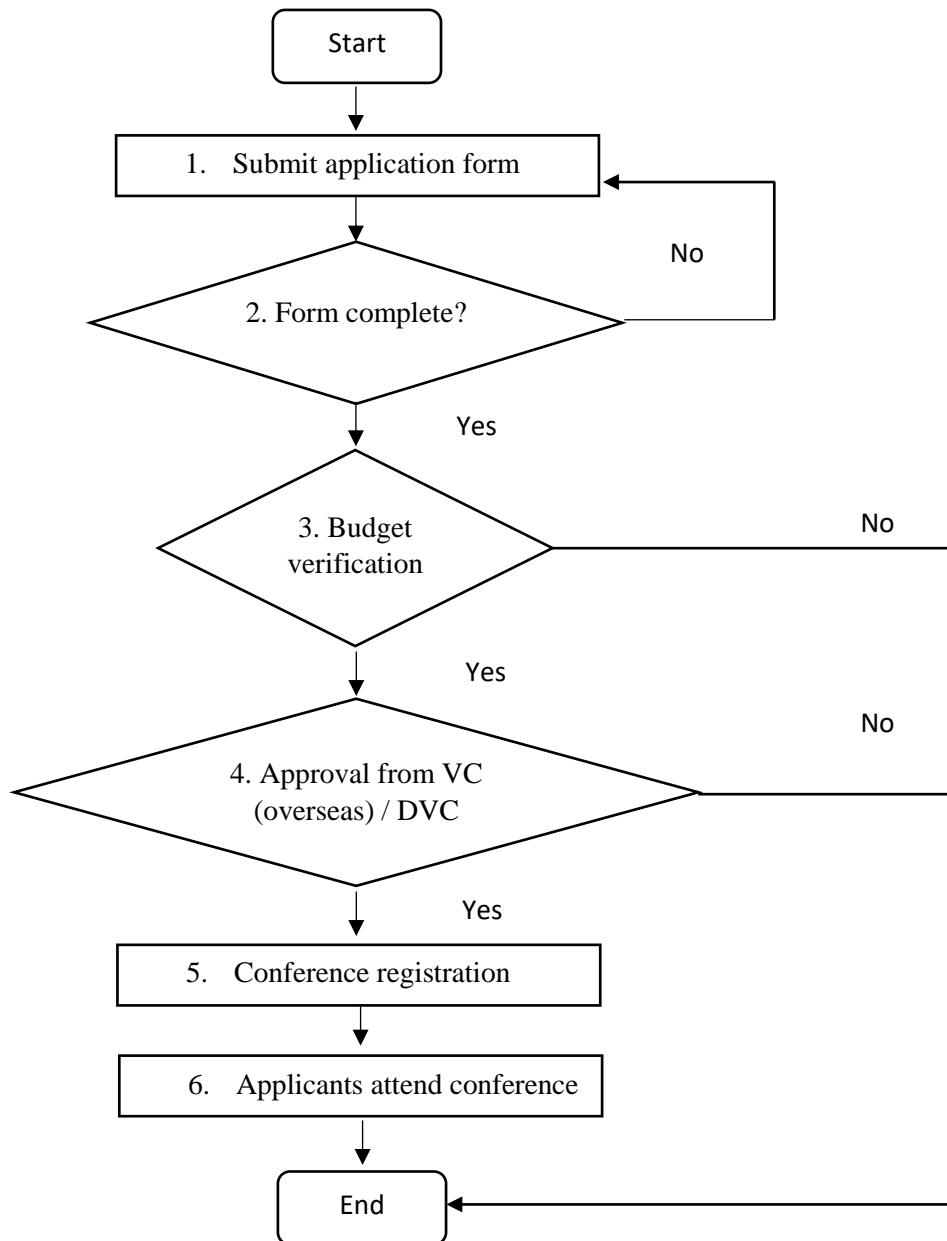 Start
1. Submit application form
No
2. Form complete?
Yes
3. Budget
verification
No
Yes
No
4. Approval from VC
(overseas) / DVC
Yes
5. Conference registration
6. Applicants attend conference
End